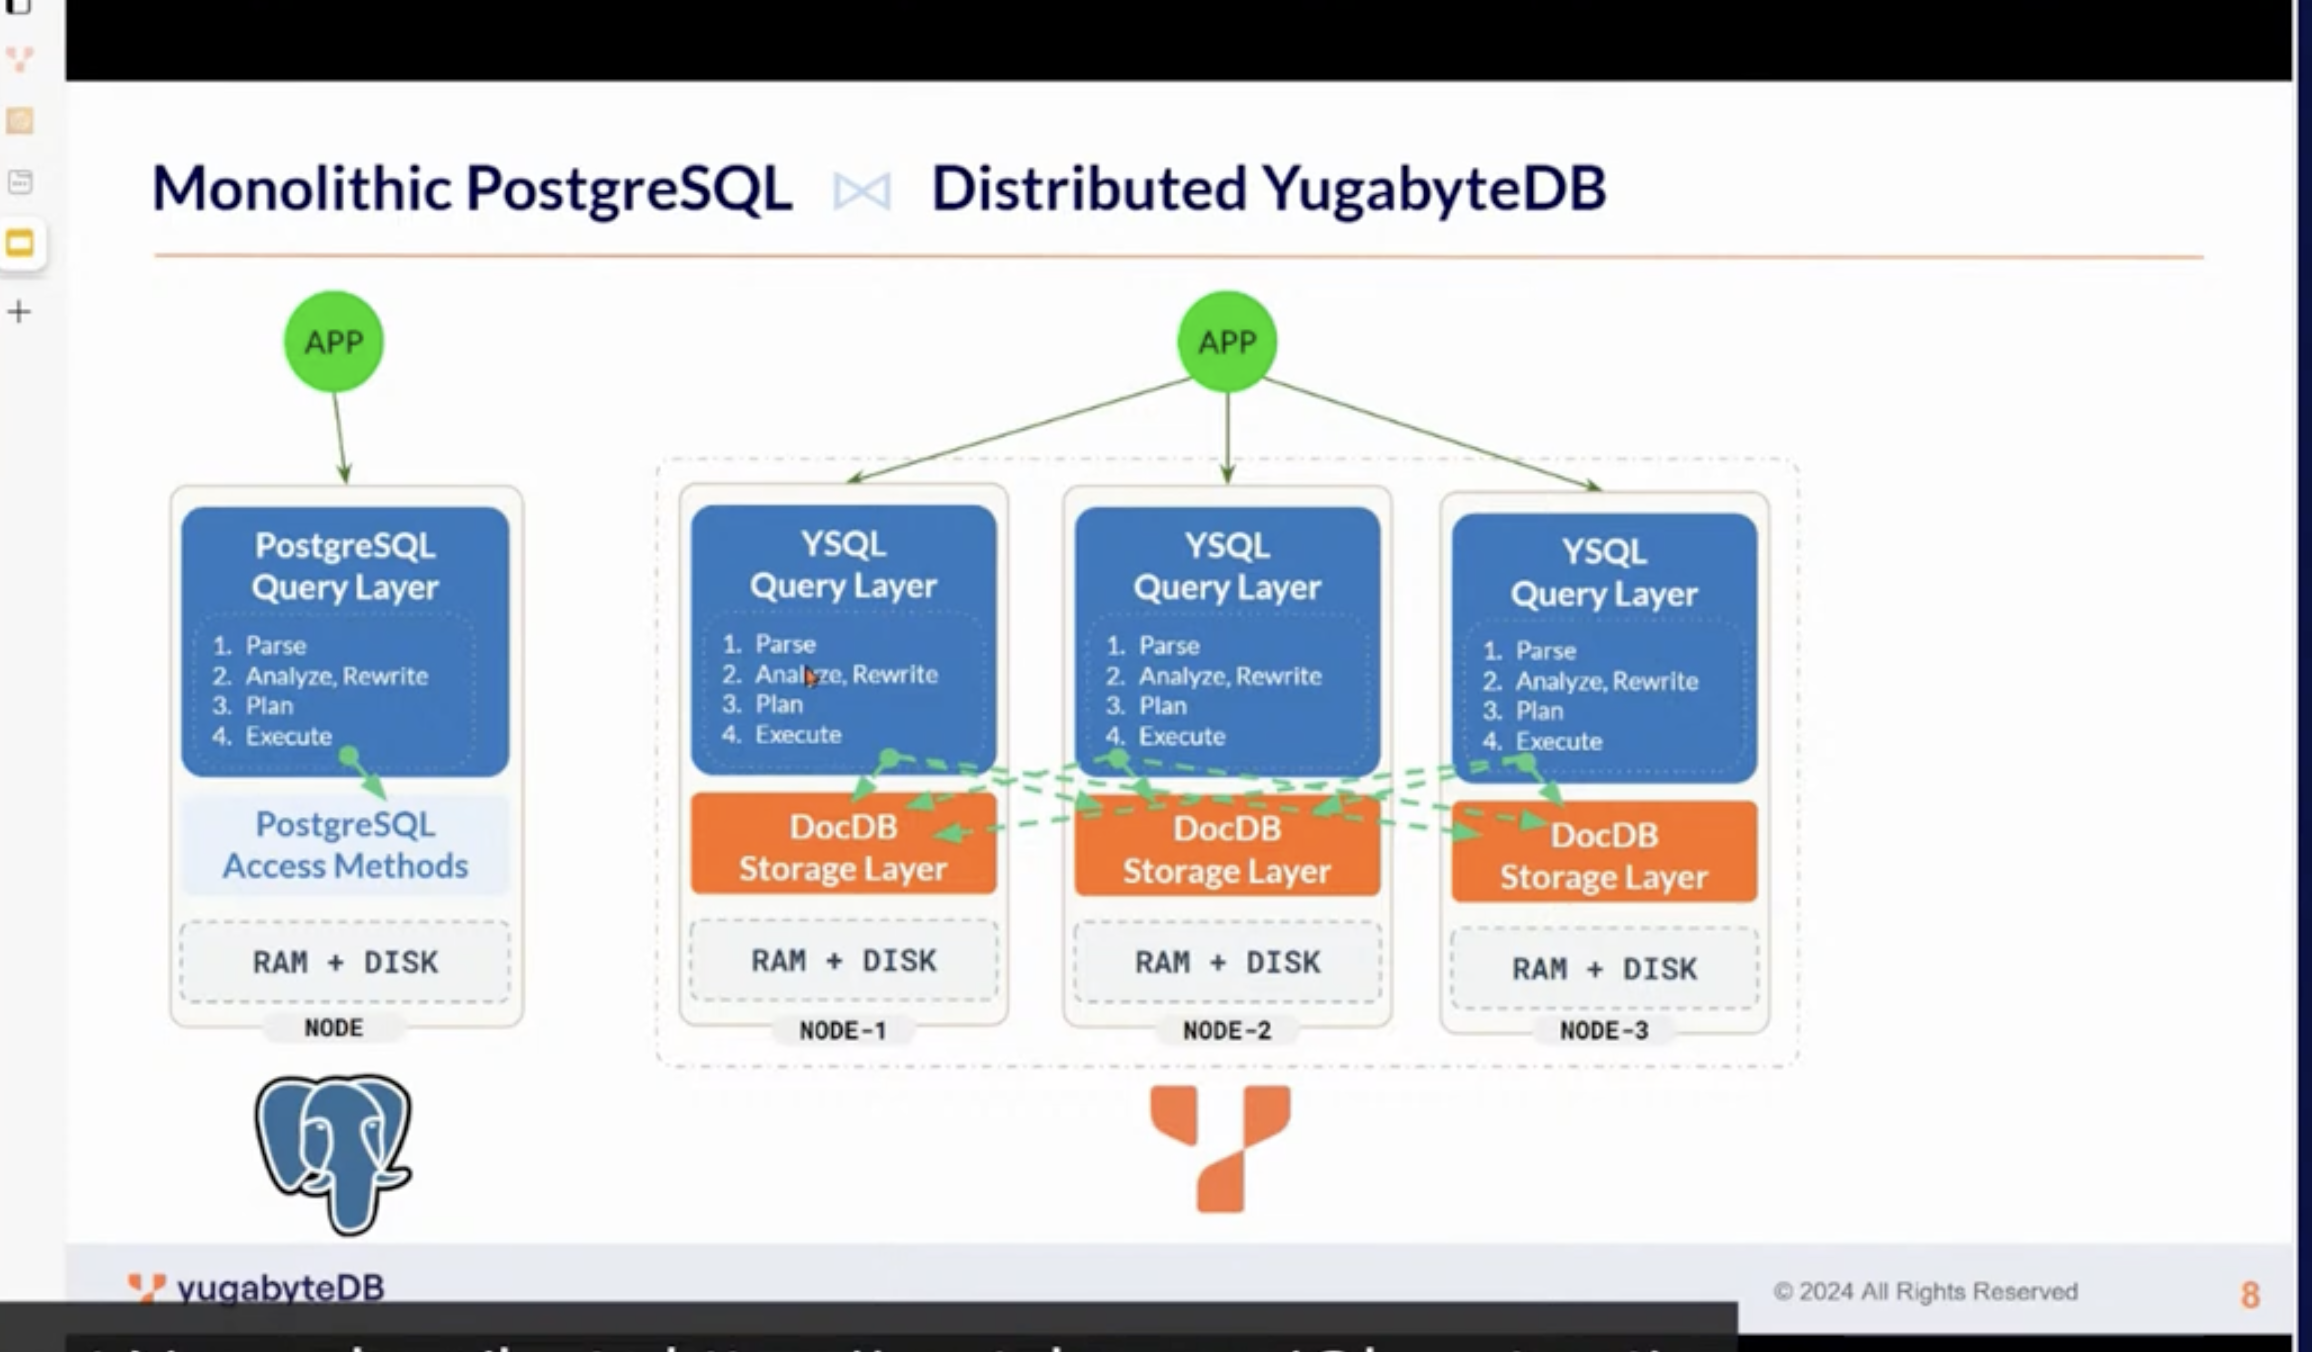 Monolithic PostgreSQL ⋈ Distributed YugabyteDB
APP
PostgreSQL
Query Layer
1. Parse
2. Analyze, Rewrite
3. Plan
4. Execute
PostgreSQL
Access Methods
RAM + DISK
NODE
APP
YSQL
Query Layer
1. Parse
2. Analyze, Rewrite
3. Plan
4. Execute
DocDB
Storage Layer
RAM + DISK
NODE-1
YSQL
Query Layer
1. Parse
2. Analyze, Rewrite
3. Plan
4. Execute
DocDB
Storage Layer
RAM + DISK
NODE-2
YSQL
Query Layer
1. Parse
2. Analyze, Rewrite
3. Plan
4. Execute
DocDB
Storage Layer
RAM + DISK
NODE-3
yugabyteDB
© 2024 All Rights Reserved
8